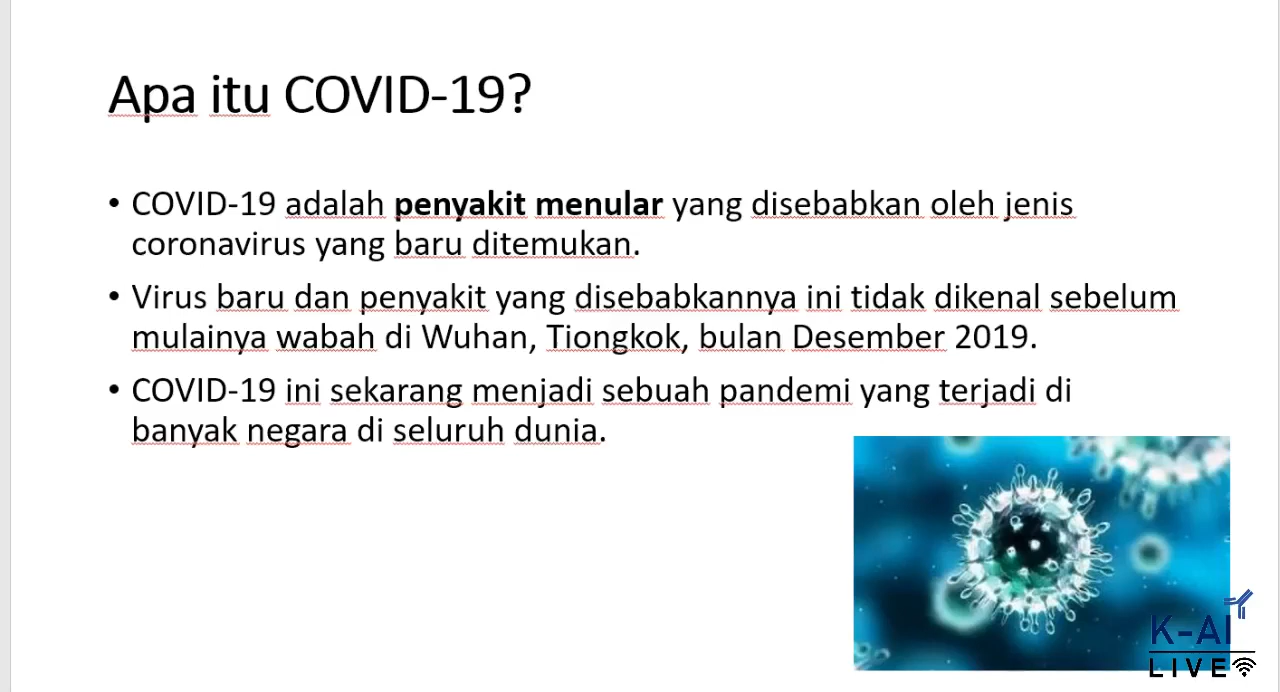 Apa itu COVID-19?
• COVID-19 adalah penyakit menular yang disebabkan oleh jenis
coronavirus yang baru ditemukan.
• Virus baru dan penyakit yang disebabkannya ini tidak dikenal sebelum
mulainya wabah di Wuhan, Tiongkok, bulan Desember 2019.
• COVID-19 ini sekarang menjadi sebuah pandemi yang terjadi di
banyak negara di seluruh dunia.
K-AI
LIVE